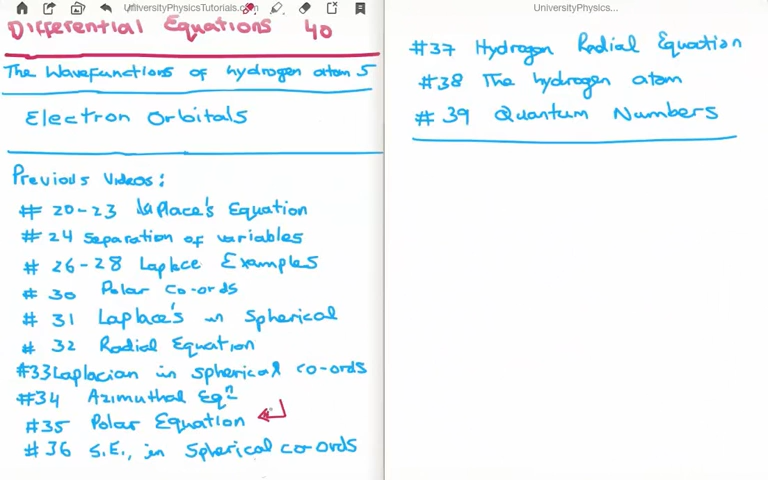 UniversityPhysicsTutorials.
Differential Equations 40
The Wavefunctions of hydrogen atom 5
Electron Orbitals
Previous Videos:
# 20-23 Laplace's Equation
# 24 Separation of variables
# 26-28 Laplace Examples
# 30 Polar co-ords
# 31 Laplace's in Spherical
# 32 Radial Equation
#33 Laplacian in spherical co-ords
#34 Azimuthal Eqⁿ
#35 Polar Equation
#36 S.E., in Spherical co-ords
UniversityPhysics...
#37 Hydrogen Radial Equation
#38 The hydrogen atom
# 39 Quantum Numbers